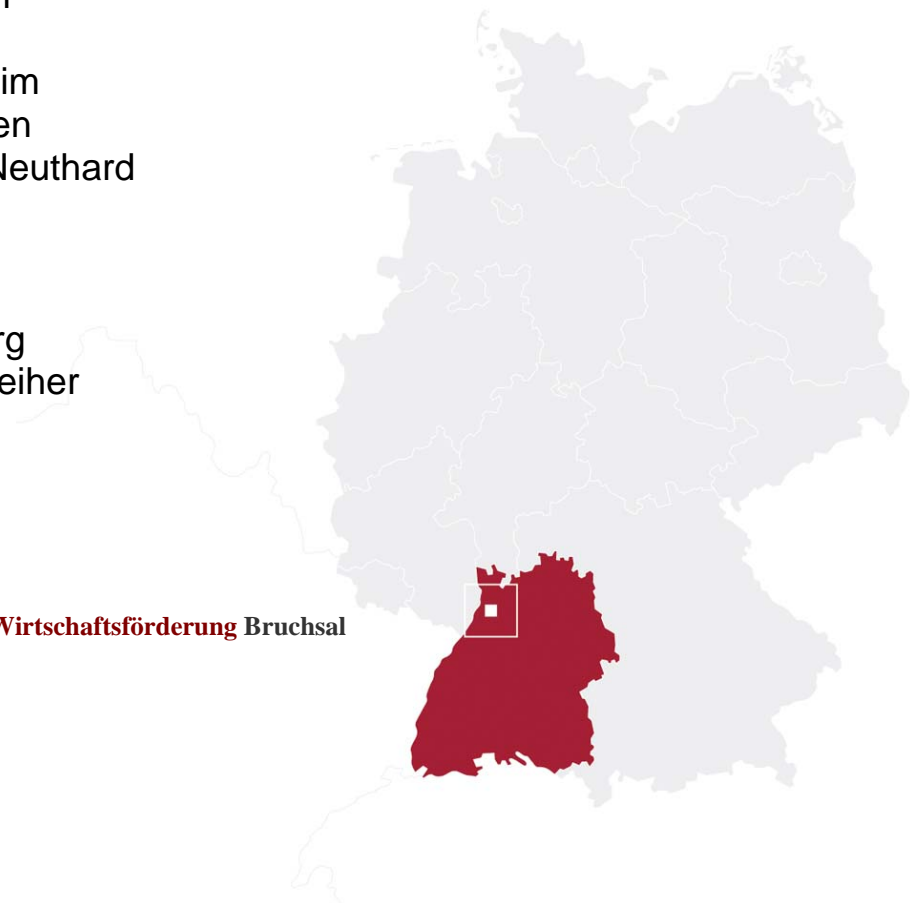 im
en
Neuthard
rg
eiher
Wirtschaftsförderung Bruchsal